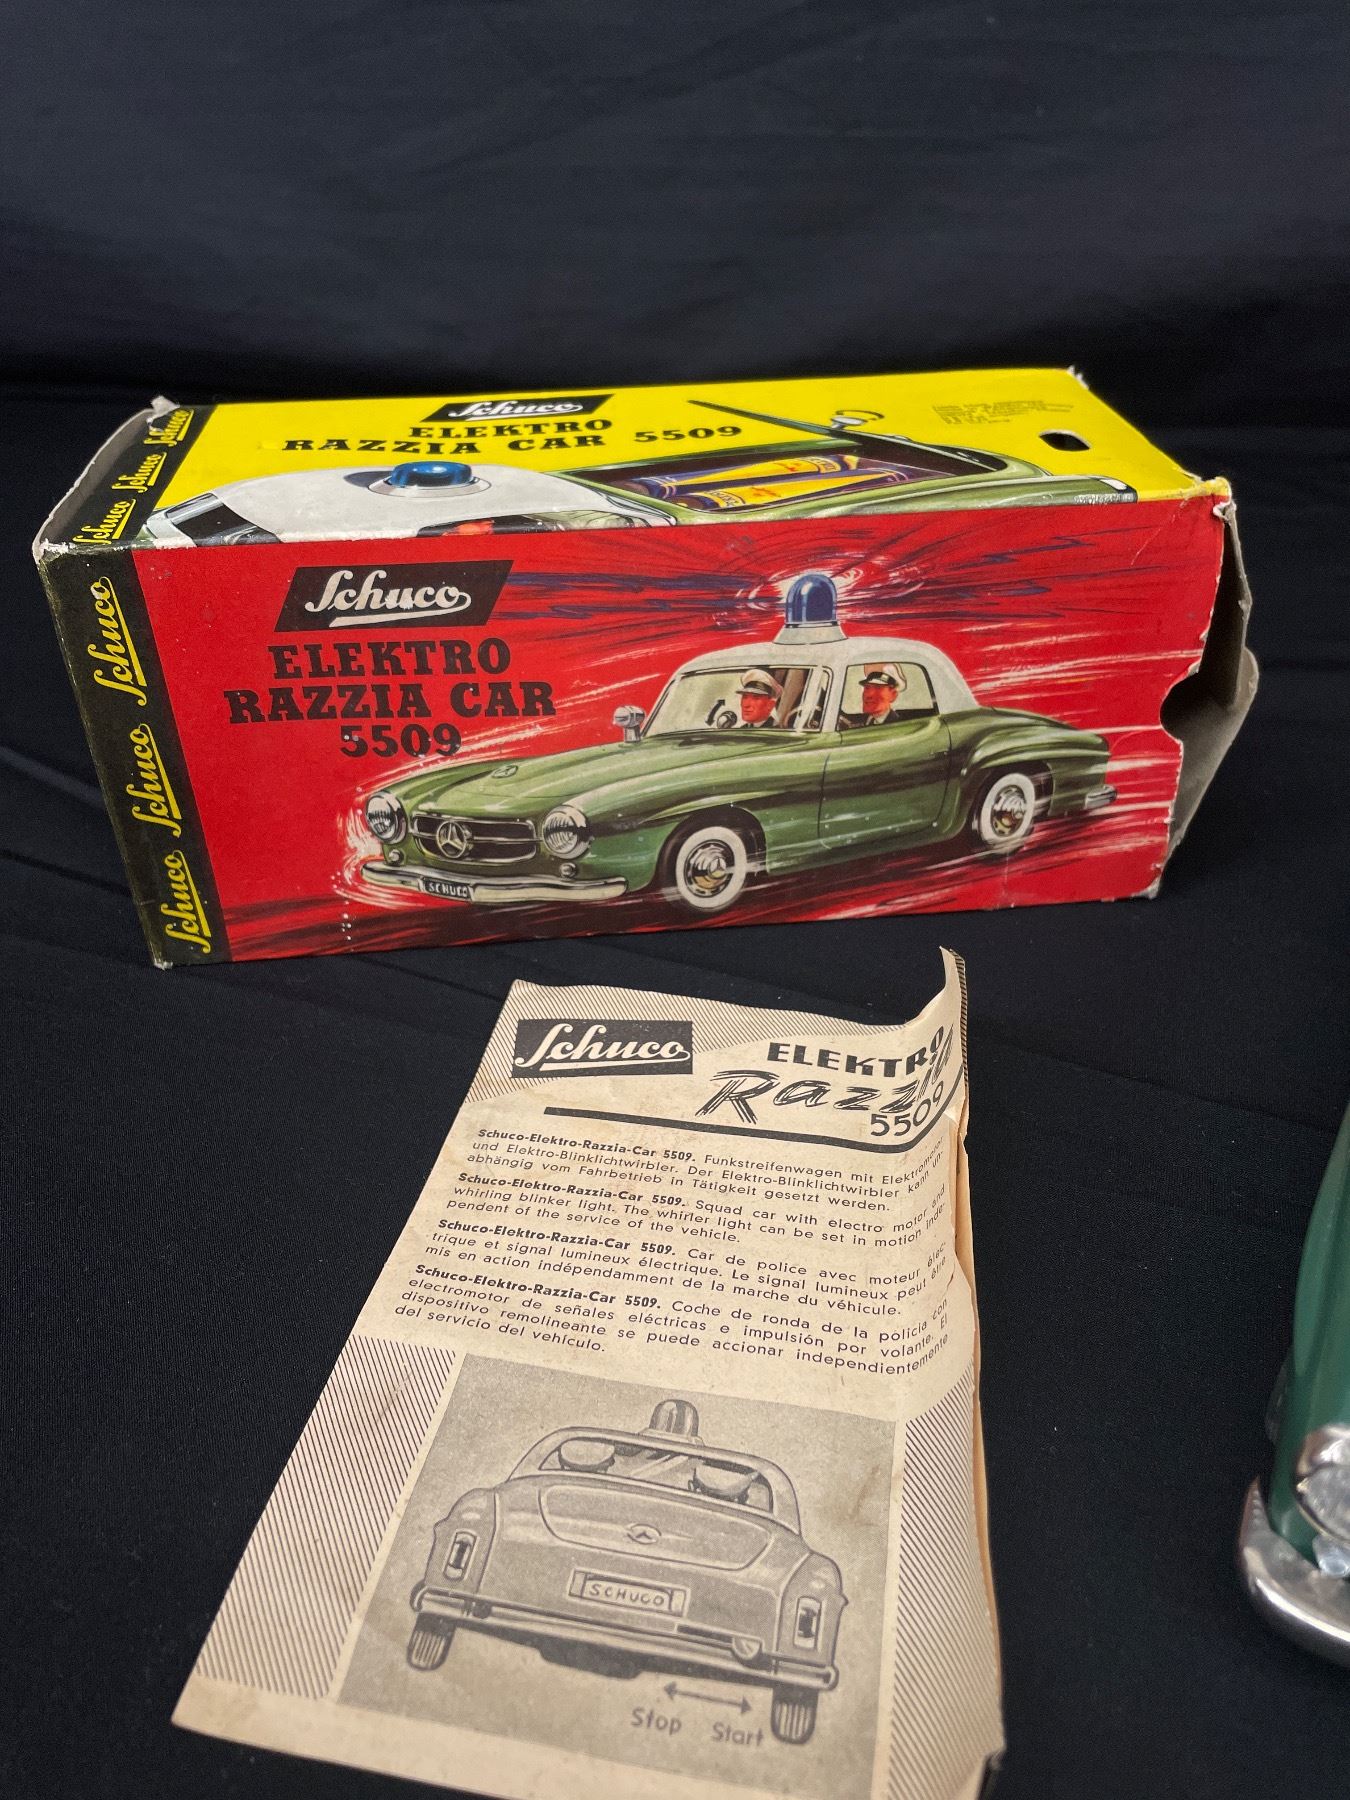 Schuco
ELEKTRO
RAZZIA CAR 5509
Schuco
Schuco
Schuco
Schuco
ELEKTRO
RAZZIA CAR
5509
SCHUCO
Schuco
Schuco
Schuco
Schuco
ELEKTRO
Razzia
5509
Schuco-Elektro-Razzia-Car 5509. Funkstreifenwagen mit Elektromotor
und Elektro-Blinklichtwirbler. Der Elektro-Blinklichtwirbler kann un-
abhängig vom Fahrbetrieb in Tätigkeit gesetzt werden.
Schuco-Elektro-Razzia-Car 5509. Squad car with electro motor and
whirling blinker light. The whirler light can be set in motion inde-
pendent of the service of the vehicle.
Schuco-Elektro-Razzia-Car 5509. Car de police avec moteur élec-
trique et signal lumineux électrique. Le signal lumineux peut être
mis en action indépendamment de la marche du véhicule.
Schuco-Elektro-Razzia-Car 5509. Coche de ronda de la policia con
electromotor de señales eléctricas e impulsión por volante. El
dispositivo remolineante se puede accionar independientemente
del servicio del vehículo.
SCHUCO
Stop Start